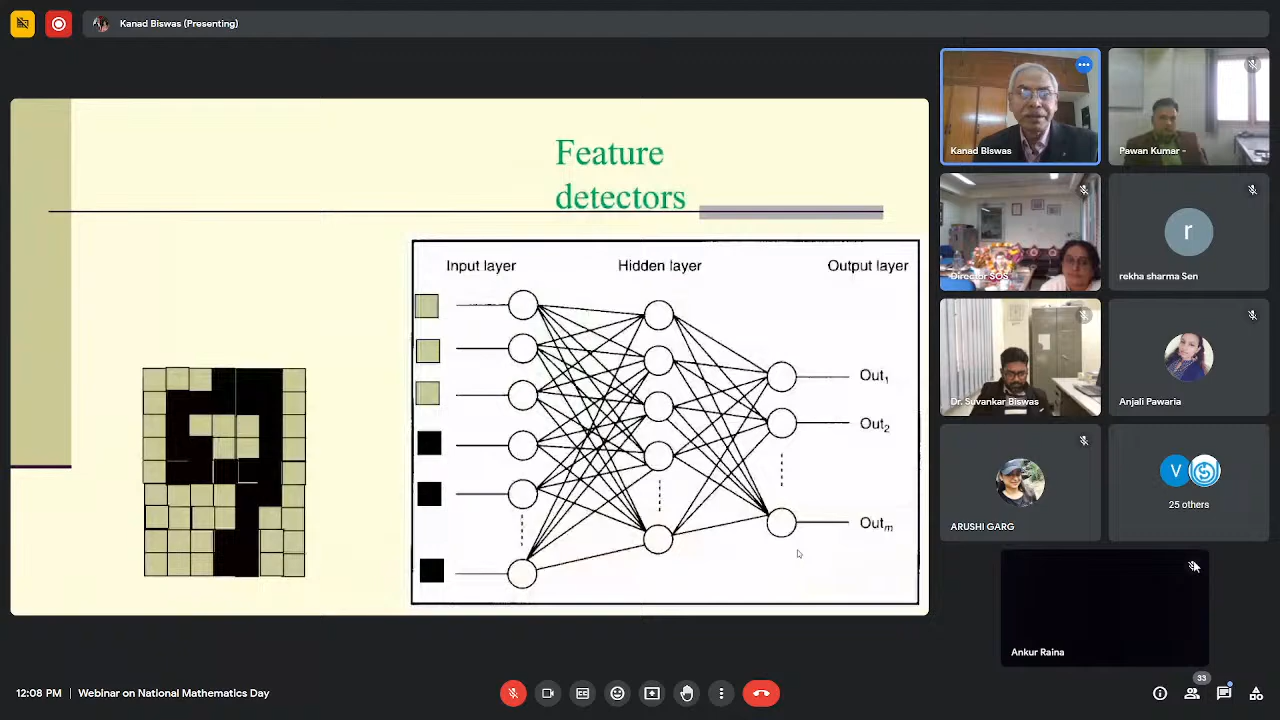 Kanad Biswas (Presenting)
Feature
detectors
Input layer
Hidden layer
Output layer
Out1
Out2
Outm
Kanad Biswas
Pawan Kumar -
Director SOS
r
rekha sharma Sen
Dr. Suvankar Biswas
Anjali Pawaria
ARUSHI GARG
V
25 others
Ankur Raina
12:08 PM | Webinar on National Mathematics Day
33